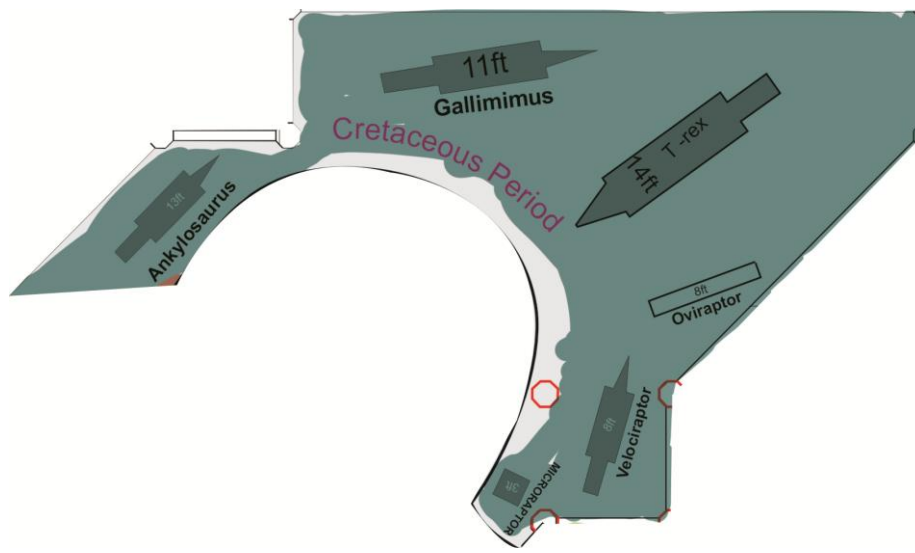 11ft
Gallimimus
Cretaceous Period
T -rex
14ft
13ft
Ankylosaurus
8ft
Oviraptor
8ft
Velociraptor
3ft
MICRORAPTOR